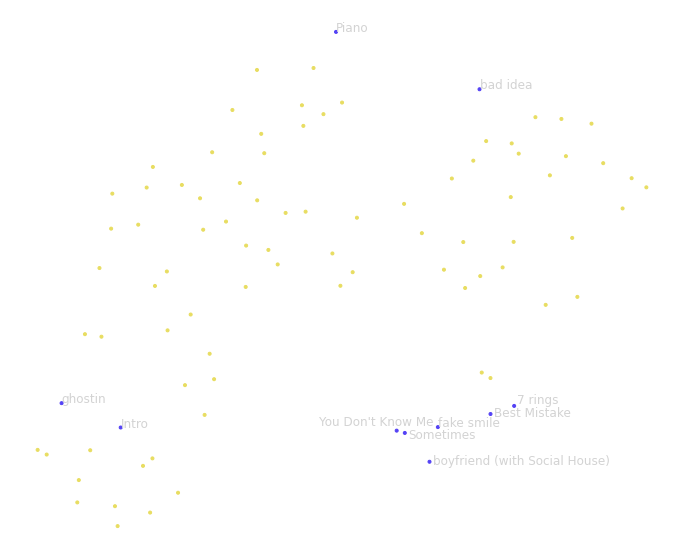 Piano
bad idea
ghostin
Intro
7 rings
Best Mistake
You Don't Know Me
fake smile
Sometimes
boyfriend (with Social House)